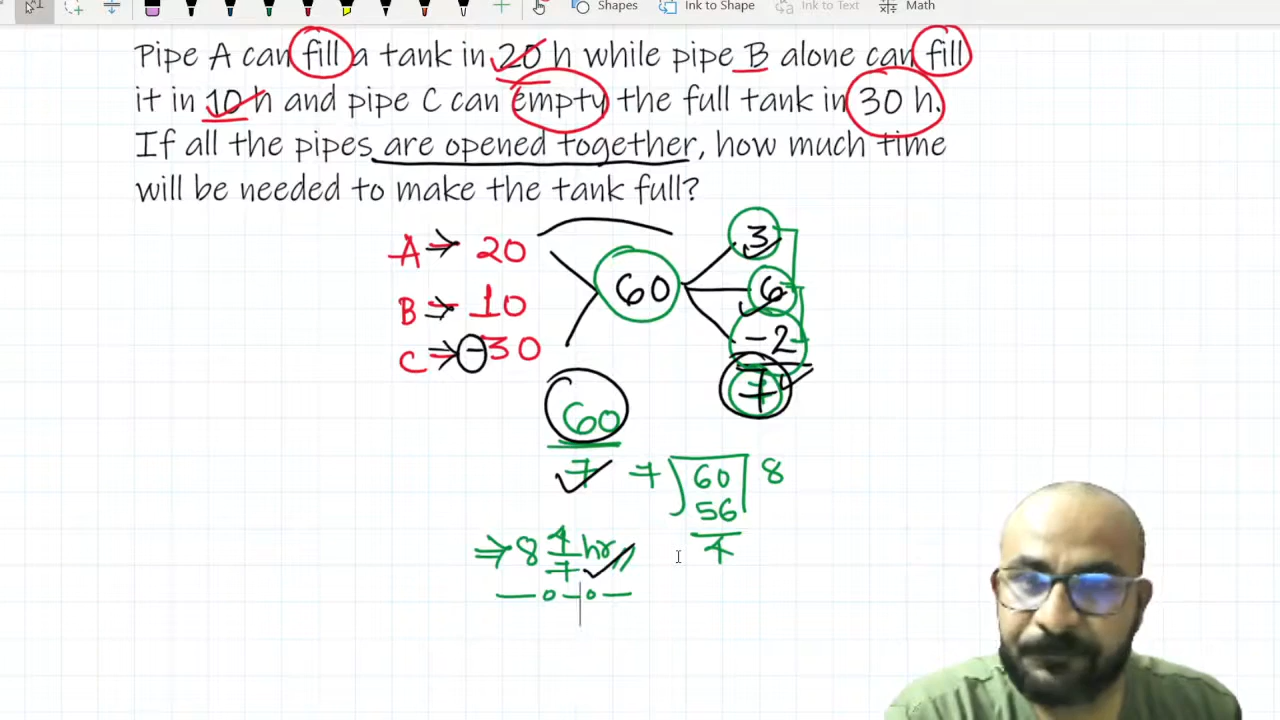 Shapes Ink to Shape Ink to Text Math
Pipe A can fill a tank in 20 h while pipe B alone can fill
it in 10 h and pipe C can empty the full tank in 30 h.
If all the pipes are opened together, how much time
will be needed to make the tank full?
A → 20
B → 10
C → -30
60
3
6
-2
7
60
7
7 60 8
56
4
⇒ 8 4/7 hr